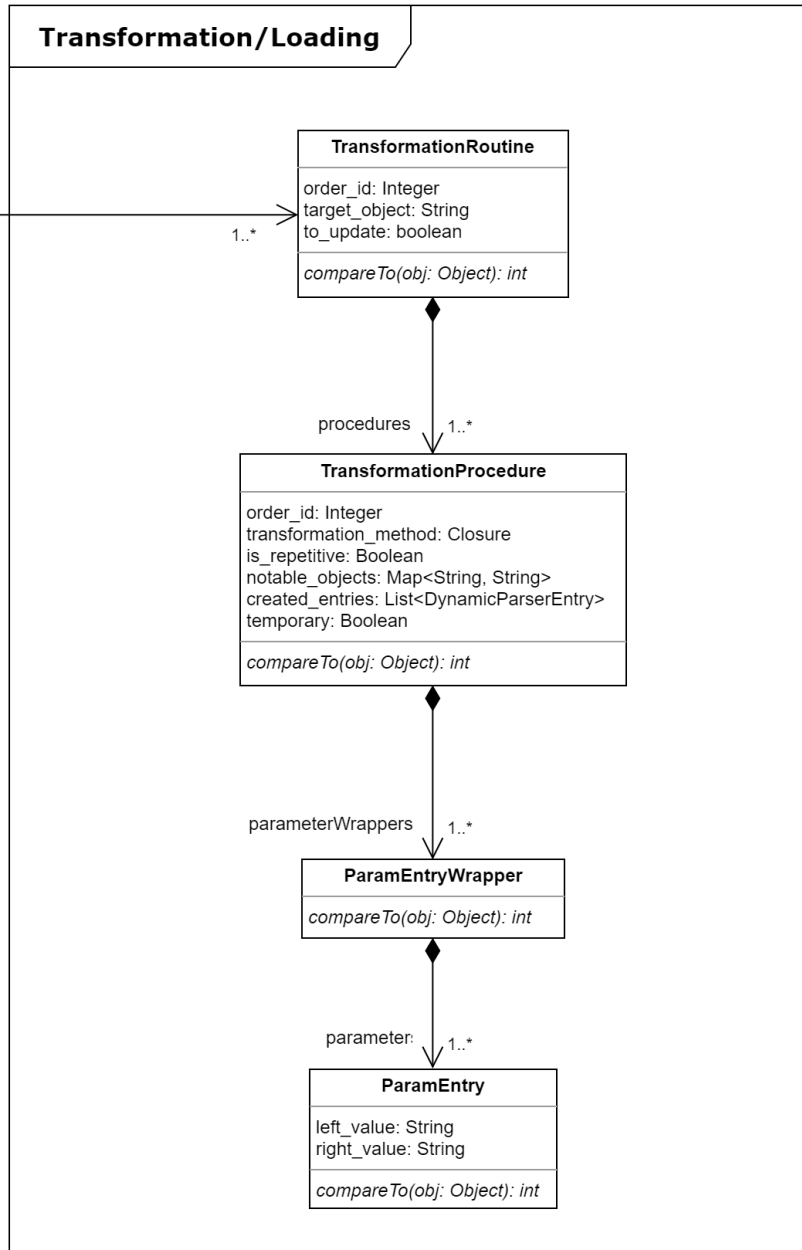 Transformation/Loading
TransformationRoutine
order_id: Integer
target_object: String
to_update: boolean
1..*
compareTo(obj: Object): int
procedures
1..*
TransformationProcedure
order_id: Integer
transformation_method: Closure
is_repetitive: Boolean
notable_objects: Map<String, String>
created_entries: List<DynamicParserEntry>
temporary: Boolean
compareTo(obj: Object): int
parameterWrappers
1..*
ParamEntryWrapper
compareTo(obj: Object): int
parameters
1..*
ParamEntry
left_value: String
right_value: String
compareTo(obj: Object): int